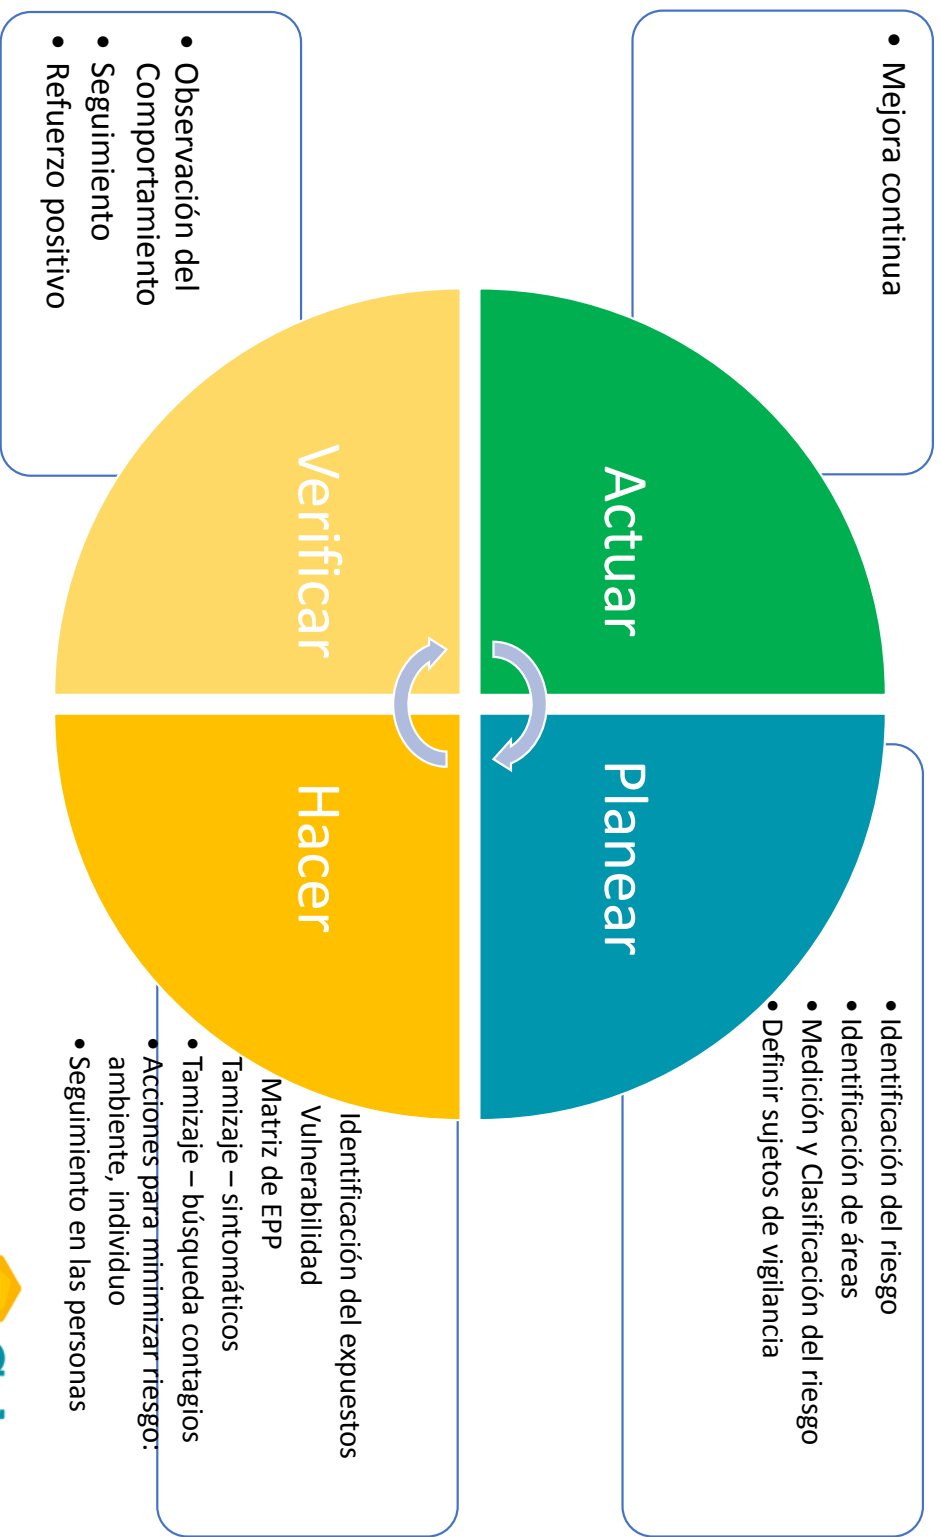 • Mejora continua
Actuar
Planear
• Identificación del riesgo
• Identificación de áreas
• Medición y Clasificación del riesgo
• Definir sujetos de vigilancia
• Observación del
Comportamiento
• Seguimiento
• Refuerzo positivo
Verificar
Hacer
Identificación del expuestos
Vulnerabilidad
Matriz de EPP
Tamizaje – sintomáticos
• Tamizaje – búsqueda contagios
• Acciones para minimizar riesgo:
ambiente, individuo
• Seguimiento en las personas